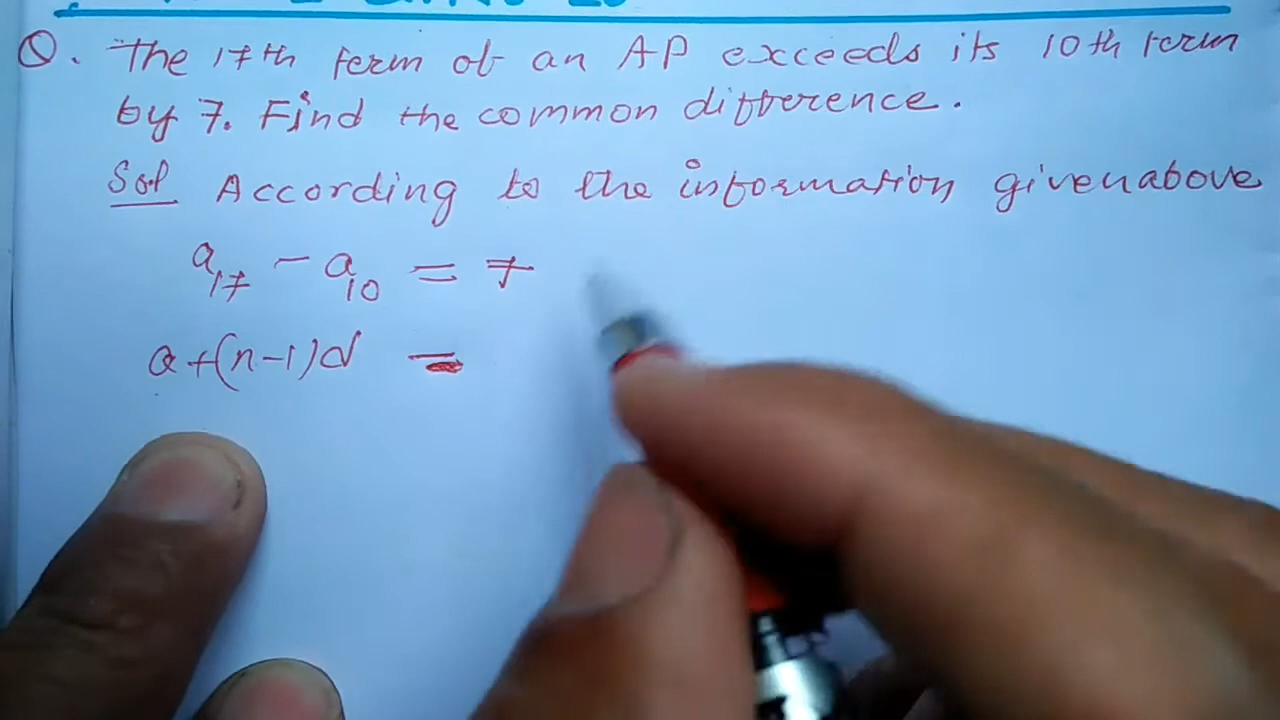 Q. The 17th term of an AP exceeds its 10th term
by 7. Find the common difference.
Sol According to the information given above
a17 - a10 = 7
a+(n-1)d =